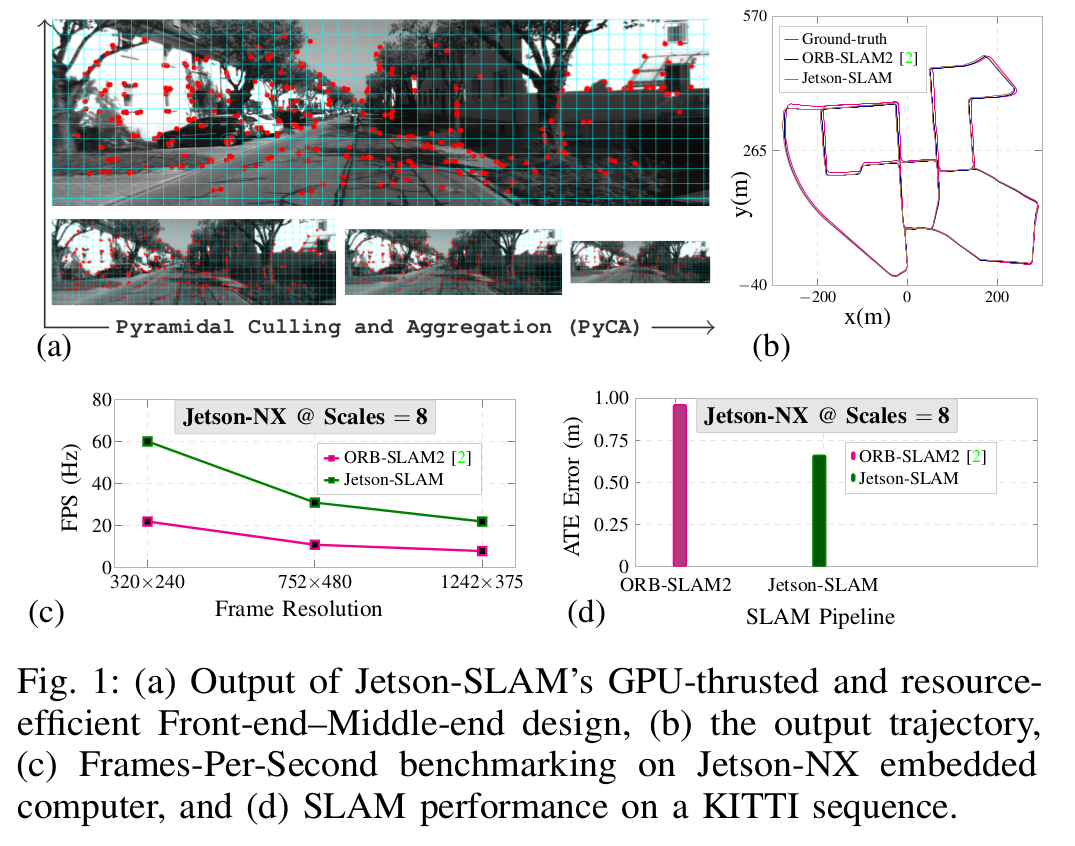 Pyramidal Culling and Aggregation (PyCA)
(a)
570
265
−40
y(m)
Ground-truth
ORB-SLAM2 [2]
Jetson-SLAM
−200
0
200
x(m)
(b)
80
60
40
20
0
FPS (Hz)
Jetson-NX @ Scales = 8
ORB-SLAM2 [2]
Jetson-SLAM
320×240
752×480
1242×375
Frame Resolution
(c)
1.00
0.75
0.50
0.25
0
ATE Error (m)
Jetson-NX @ Scales = 8
ORB-SLAM2 [2]
Jetson-SLAM
ORB-SLAM2
Jetson-SLAM
SLAM Pipeline
(d)
Fig. 1: (a) Output of Jetson-SLAM’s GPU-thrusted and resource-
efficient Front-end–Middle-end design, (b) the output trajectory,
(c) Frames-Per-Second benchmarking on Jetson-NX embedded
computer, and (d) SLAM performance on a KITTI sequence.